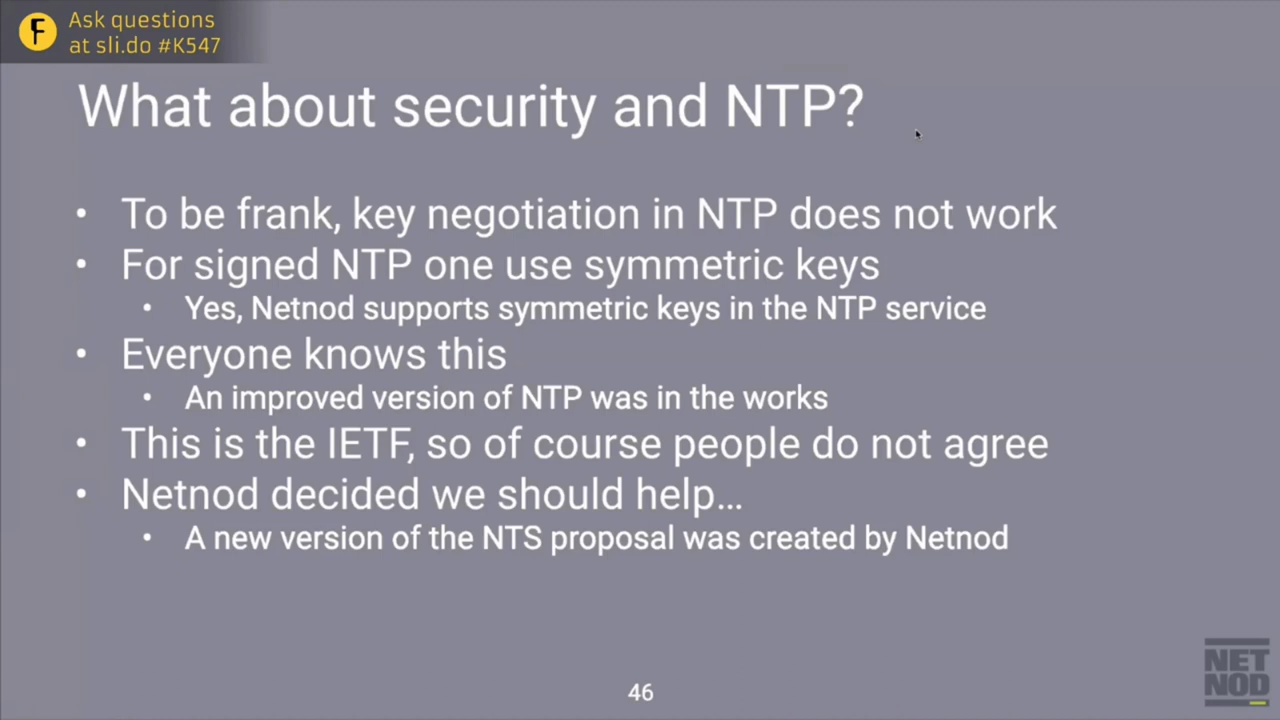 F
Ask questions
at sli.do #K547
What about security and NTP?
• To be frank, key negotiation in NTP does not work
• For signed NTP one use symmetric keys
• Yes, Netnod supports symmetric keys in the NTP service
• Everyone knows this
• An improved version of NTP was in the works
• This is the IETF, so of course people do not agree
• Netnod decided we should help…
• A new version of the NTS proposal was created by Netnod
46
NET
NOD